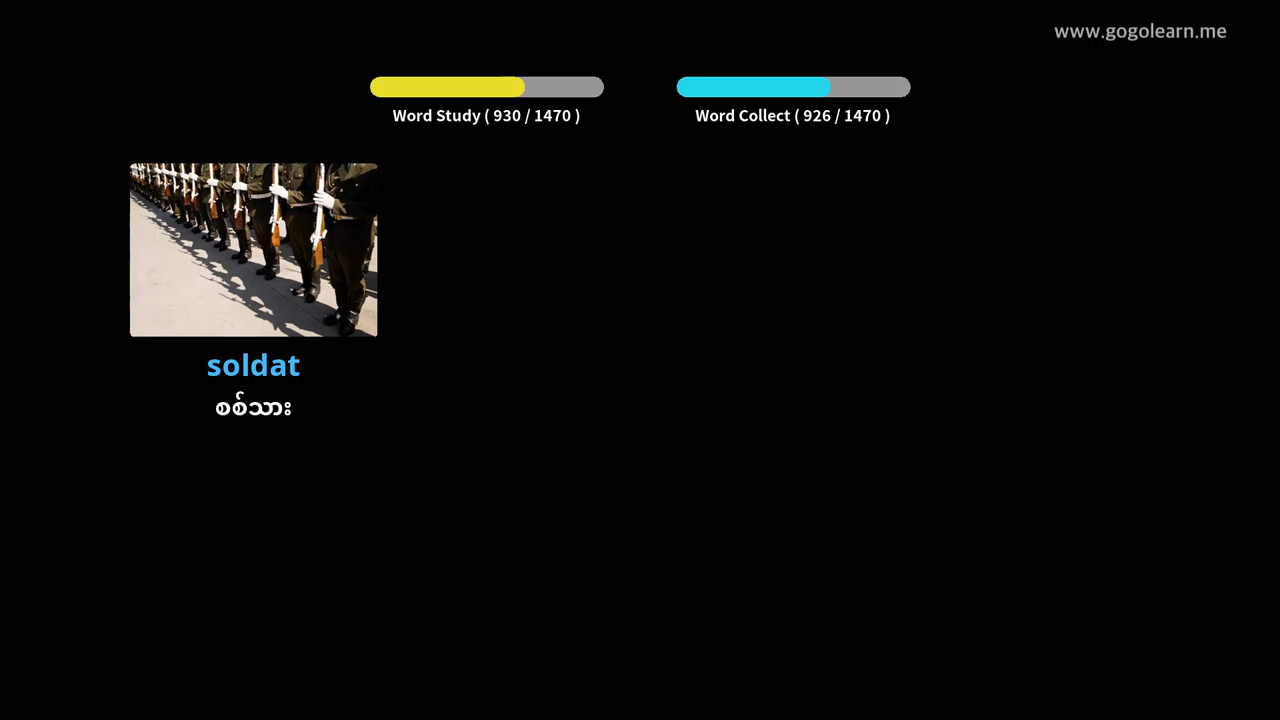 www.gogolearn.me
Word Study ( 930 / 1470 )
Word Collect ( 926 / 1470 )
soldat
စစ်သား